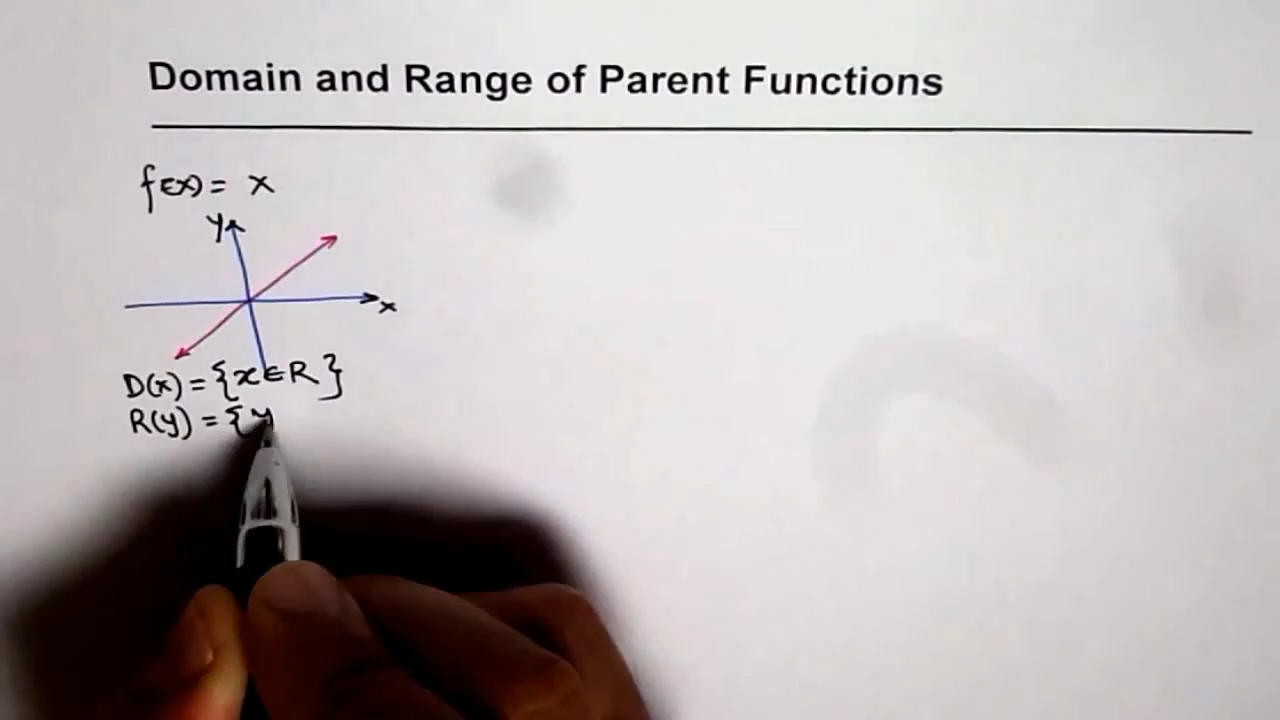 Domain and Range of Parent Functions
f(x) = x
y
x
D(x) = {x ∈ R}
R(y) = {y